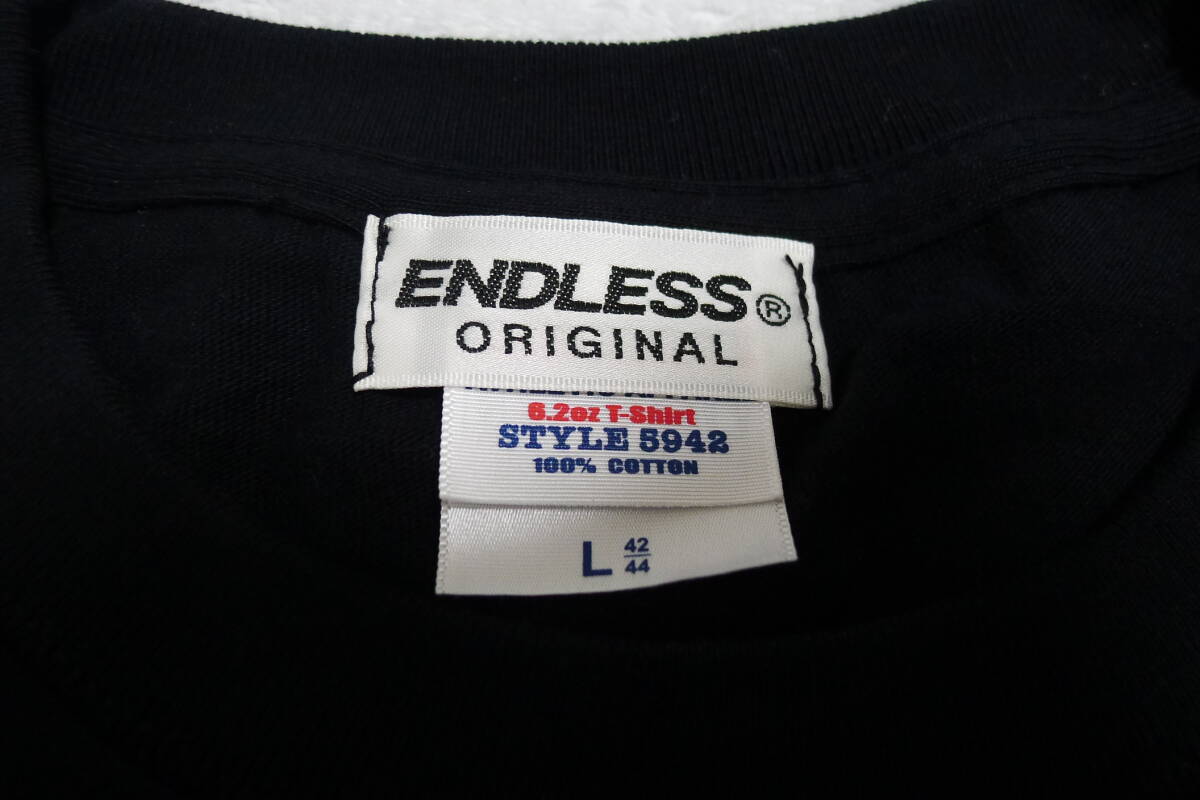 ENDLESS®
ORIGINAL
6.2oz T-Shirt
STYLE 5942
100% COTTON
L 42/44